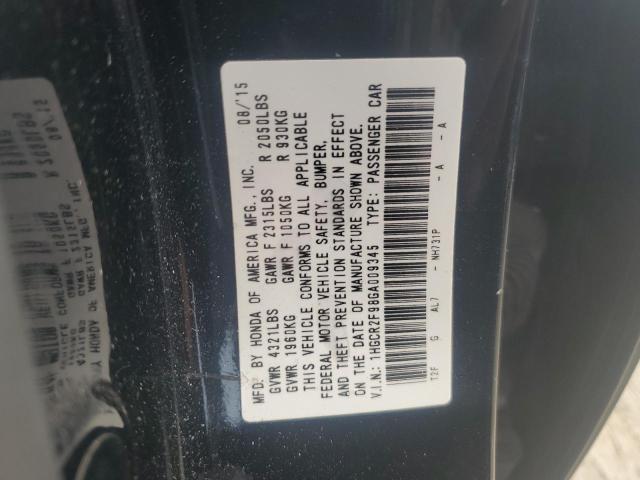 MFD. BY HONDA OF AMERICA MFG., INC. 08/'15
GVWR 4321LBS GAWR F 2315LBS R 2050LBS
GVWR 1960KG GAWR F 1050KG R 930KG
THIS VEHICLE CONFORMS TO ALL APPLICABLE
FEDERAL MOTOR VEHICLE SAFETY, BUMPER,
AND THEFT PREVENTION STANDARDS IN EFFECT
ON THE DATE OF MANUFACTURE SHOWN ABOVE.
V.I.N.: 1HGCR2F98GA009345 TYPE: PASSENGER CAR
T2F G AL7 - NH731P A - A